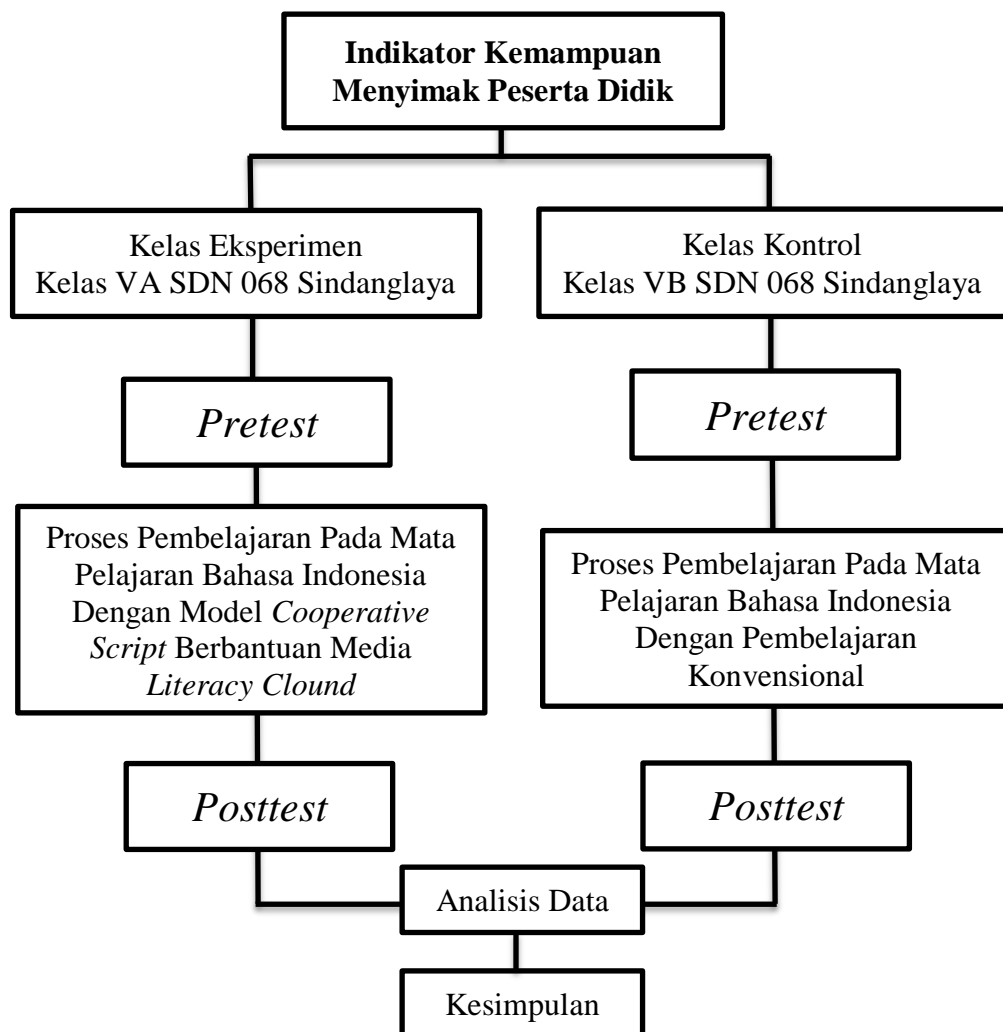 Indikator Kemampuan
Menyimak Peserta Didik
Kelas Eksperimen
Kelas VA SDN 068 Sindanglaya
Kelas Kontrol
Kelas VB SDN 068 Sindanglaya
Pretest
Pretest
Proses Pembelajaran Pada Mata
Pelajaran Bahasa Indonesia
Dengan Model Cooperative
Script Berbantuan Media
Literacy Clound
Proses Pembelajaran Pada Mata
Pelajaran Bahasa Indonesia
Dengan Pembelajaran
Konvensional
Posttest
Posttest
Analisis Data
Kesimpulan